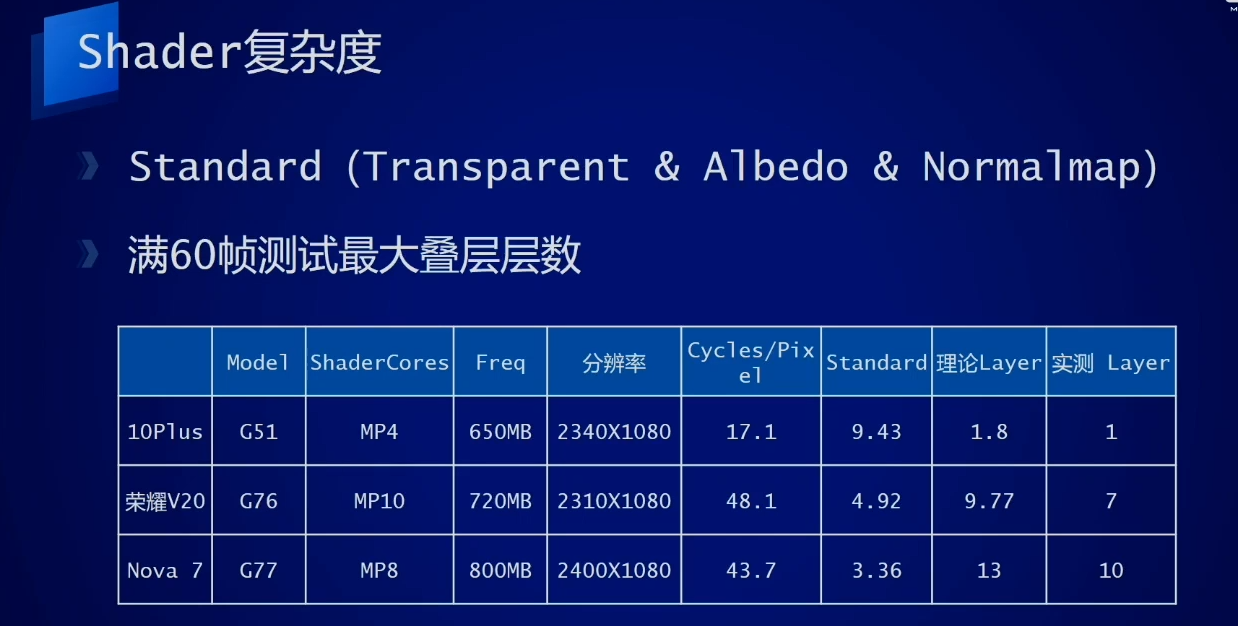 Shader复杂度
Standard (Transparent & Albedo & Normalmap)
满60帧测试最大叠层层数
Model ShaderCores Freq 分辨率 Cycles/Pixel Standard 理论Layer 实测 Layer
10Plus G51 MP4 650MB 2340X1080 17.1 9.43 1.8 1
荣耀V20 G76 MP10 720MB 2310X1080 48.1 4.92 9.77 7
Nova 7 G77 MP8 800MB 2400X1080 43.7 3.36 13 10